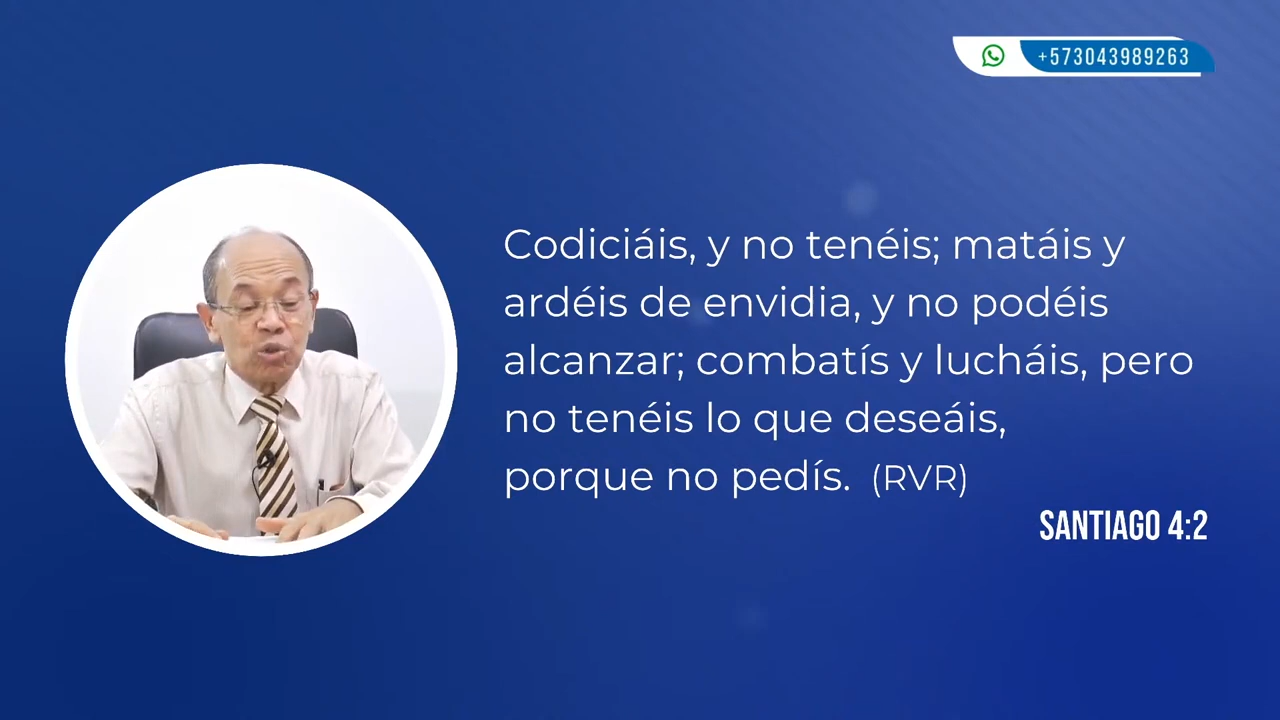 +573043989263
Codiciáis, y no tenéis; matáis y
ardéis de envidia, y no podéis
alcanzar; combatís y lucháis, pero
no tenéis lo que deseáis,
porque no pedís. (RVR)
SANTIAGO 4:2